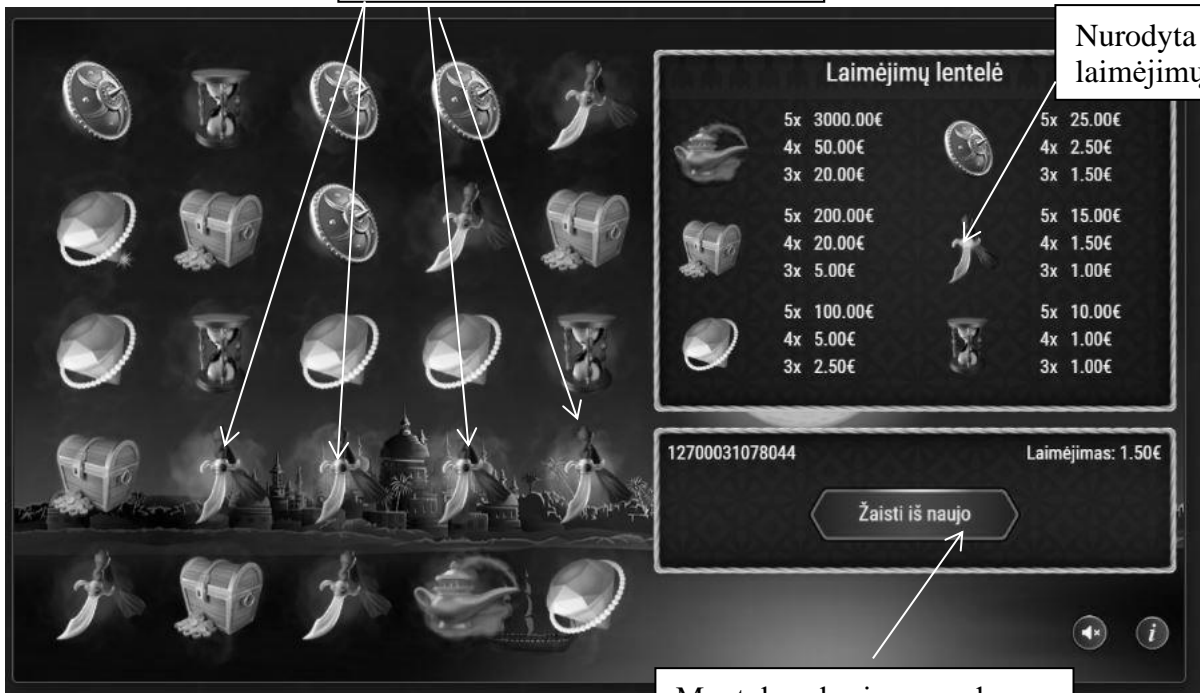 Nurodyta
laimėjimų
Laimėjimų lentelė
5x 3000.00€
4x 50.00€
3x 20.00€
5x 25.00€
4x 2.50€
3x 1.50€
5x 200.00€
4x 20.00€
3x 5.00€
5x 15.00€
4x 1.50€
3x 1.00€
5x 100.00€
4x 5.00€
3x 2.50€
5x 10.00€
4x 1.00€
3x 1.00€
12700031078044 Laimėjimas: 1.50€
Žaisti iš naujo
i